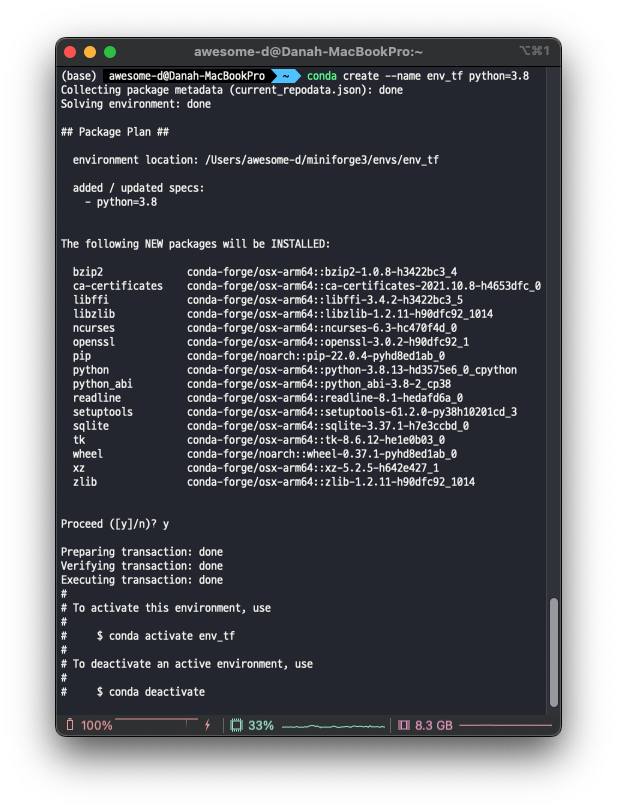 awesome-d@Danah-MacBookPro:~
⌥⌘1
(base) awesome-d@Danah-MacBookPro ~ conda create --name env_tf python=3.8
Collecting package metadata (current_repodata.json): done
Solving environment: done
## Package Plan ##
environment location: /Users/awesome-d/miniforge3/envs/env_tf
added / updated specs:
- python=3.8
The following NEW packages will be INSTALLED:
bzip2 conda-forge/osx-arm64::bzip2-1.0.8-h3422bc3_4
ca-certificates conda-forge/osx-arm64::ca-certificates-2021.10.8-h4653dfc_0
libffi conda-forge/osx-arm64::libffi-3.4.2-h3422bc3_5
libzlib conda-forge/osx-arm64::libzlib-1.2.11-h90dfc92_1014
ncurses conda-forge/osx-arm64::ncurses-6.3-hc470f4d_0
openssl conda-forge/osx-arm64::openssl-3.0.2-h90dfc92_1
pip conda-forge/noarch::pip-22.0.4-pyhd8ed1ab_0
python conda-forge/osx-arm64::python-3.8.13-hd3575e6_0_cpython
python_abi conda-forge/osx-arm64::python_abi-3.8-2_cp38
readline conda-forge/osx-arm64::readline-8.1-hedafd6a_0
setuptools conda-forge/osx-arm64::setuptools-61.2.0-py38h10201cd_3
sqlite conda-forge/osx-arm64::sqlite-3.37.1-h7e3ccbd_0
tk conda-forge/osx-arm64::tk-8.6.12-he1e0b03_0
wheel conda-forge/noarch::wheel-0.37.1-pyhd8ed1ab_0
xz conda-forge/osx-arm64::xz-5.2.5-h642e427_1
zlib conda-forge/osx-arm64::zlib-1.2.11-h90dfc92_1014
Proceed ([y]/n)? y
Preparing transaction: done
Verifying transaction: done
Executing transaction: done
#
# To activate this environment, use
#
# $ conda activate env_tf
#
# To deactivate an active environment, use
#
# $ conda deactivate
100% 33% 8.3 GB